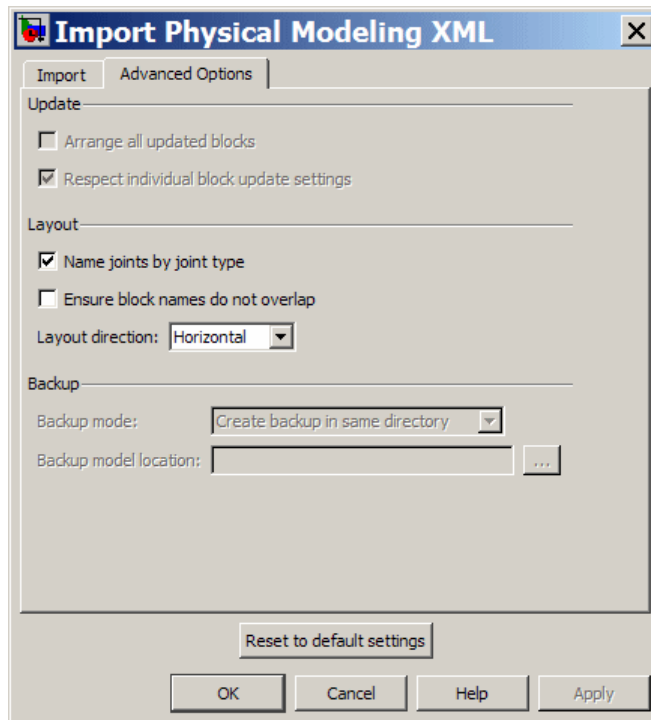 Import Physical Modeling XML
Import Advanced Options
Update
Arrange all updated blocks
Respect individual block update settings
Layout
Name joints by joint type
Ensure block names do not overlap
Layout direction: Horizontal
Backup
Backup mode: Create backup in same directory
Backup model location: ...
Reset to default settings
OK Cancel Help Apply